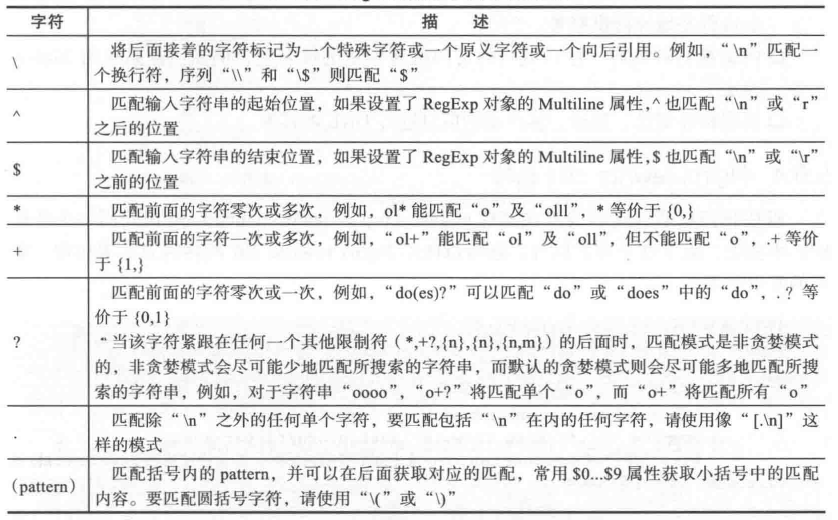 字符 描 述
\ 将后面接着的字符标记为一个特殊字符或一个原义字符或一个向后引用。例如，“\n”匹配一
个换行符，序列“\\”和“\$”则匹配“$”
^ 匹配输入字符串的起始位置，如果设置了 RegExp 对象的 Multiline 属性,^ 也匹配“\n”或“r”
之后的位置
$ 匹配输入字符串的结束位置，如果设置了 RegExp 对象的 Multiline 属性,$ 也匹配“\n”或“\r”
之前的位置
* 匹配前面的字符零次或多次，例如，ol* 能匹配“o”及“olll”，* 等价于 {0,}
+ 匹配前面的字符一次或多次，例如，“ol+”能匹配“ol”及“oll”，但不能匹配“o”，.+ 等价
于 {1,}
? 匹配前面的字符零次或一次，例如，“do(es)?”可以匹配“do”或“does”中的“do”，. ? 等
价于 {0,1}
“ 当该字符紧跟在任何一个其他限制符（*,+?,{n},{n},{n,m}）的后面时，匹配模式是非贪婪模式
的，非贪婪模式会尽可能少地匹配所搜索的字符串，而默认的贪婪模式则会尽可能多地匹配所搜
索的字符串，例如，对于字符串“oooo”，“o+?”将匹配单个“o”，而“o+”将匹配所有“o”
. 匹配除“\n”之外的任何单个字符，要匹配包括“\n”在内的任何字符，请使用像“[.\n]”这
样的模式
(pattern) 匹配括号内的 pattern，并可以在后面获取对应的匹配，常用 $0...$9 属性获取小括号中的匹配
内容。要匹配圆括号字符，请使用“\(”或“\)”